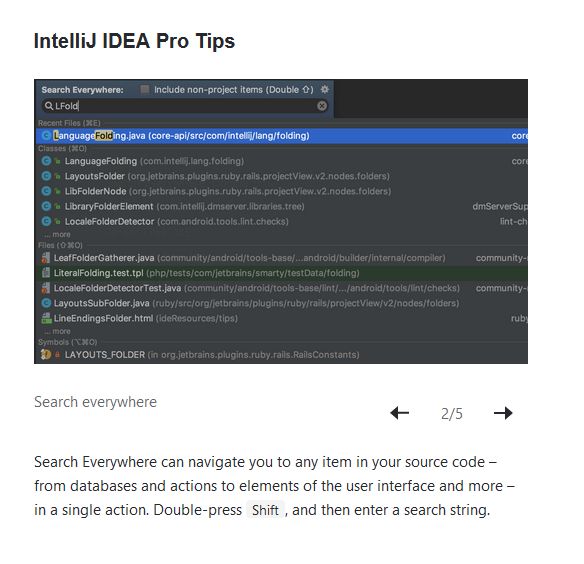 IntelliJ IDEA Pro Tips
Search Everywhere: Include non-project items (Double ⇧)
LFold
Recent Files (⌘E)
LanguageFolding.java (core-api/src/com/intellij/lang/folding) core
Classes (⌘O)
LanguageFolding (com.intellij.lang.folding) core
LayoutsFolder (org.jetbrains.plugins.ruby.rails.projectView.v2.nodes.folders)
LibFolderNode (org.jetbrains.plugins.ruby.rails.projectView.v2.nodes.folders)
LibraryFolderElement (com.intellij.dmserver.libraries.tree) dmServerSup
LocaleFolderDetector (com.android.tools.lint.checks) lint-ch
... more
Files (⇧⌘O)
LeafFolderGatherer.java (community/android/tools-base/...android/builder/internal/compiler) community-
LiteralFolding.test.tpl (php/tests/com/jetbrains/smarty/testData/folding)
LocaleFolderDetectorTest.java (community/android/tools-base/lint/.../android/tools/lint/checks) community-
LayoutsSubFolder.java (ruby/src/org/jetbrains/plugins/ruby/rails/projectView/v2/nodes/folders)
LineEndingsFolder.html (ideResources/tips) ruby
... more
Symbols (⌥⌘O)
LAYOUTS_FOLDER (in org.jetbrains.plugins.ruby.rails.RailsConstants)
Search everywhere
2/5
Search Everywhere can navigate you to any item in your source code –
from databases and actions to elements of the user interface and more –
in a single action. Double-press Shift, and then enter a search string.